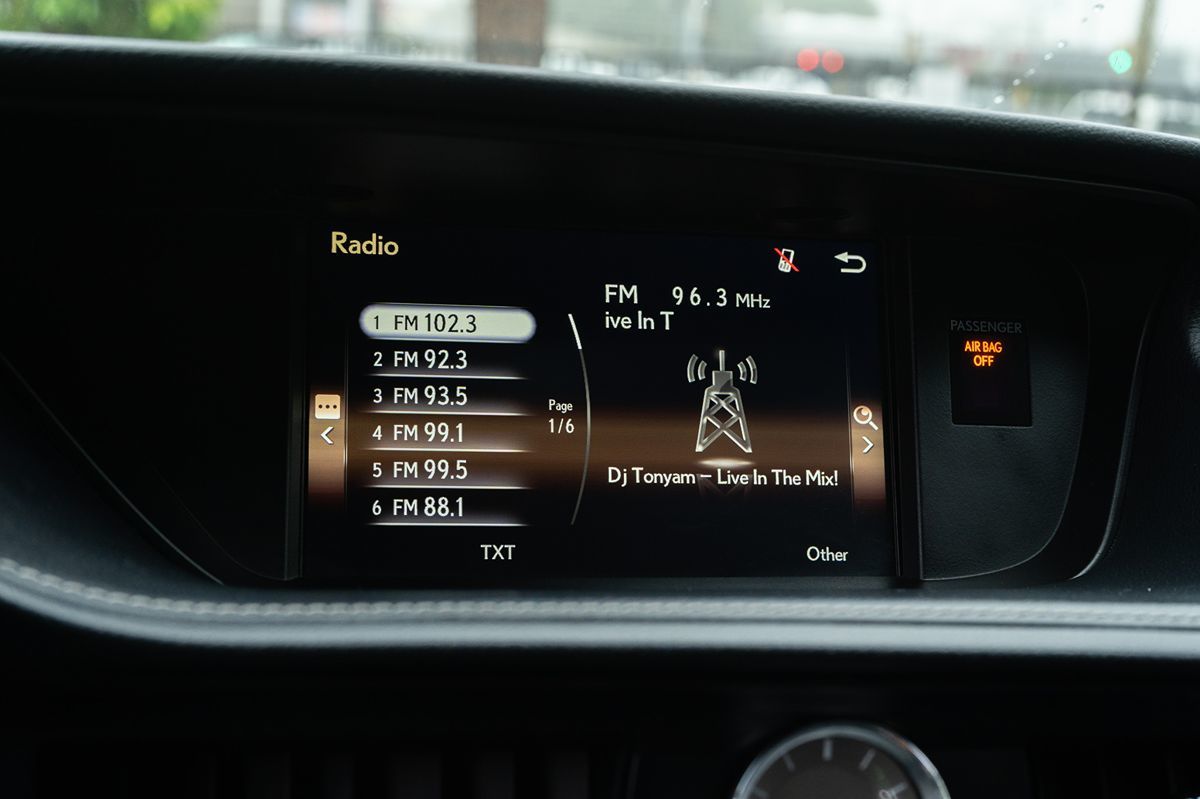 Radio
FM 96.3 MHz
ive In T
1 FM 102.3
2 FM 92.3
3 FM 93.5
4 FM 99.1
5 FM 99.5
6 FM 88.1
Page
1/6
Dj Tonyam – Live In The Mix!
TXT
Other
PASSENGER
AIR BAG
OFF